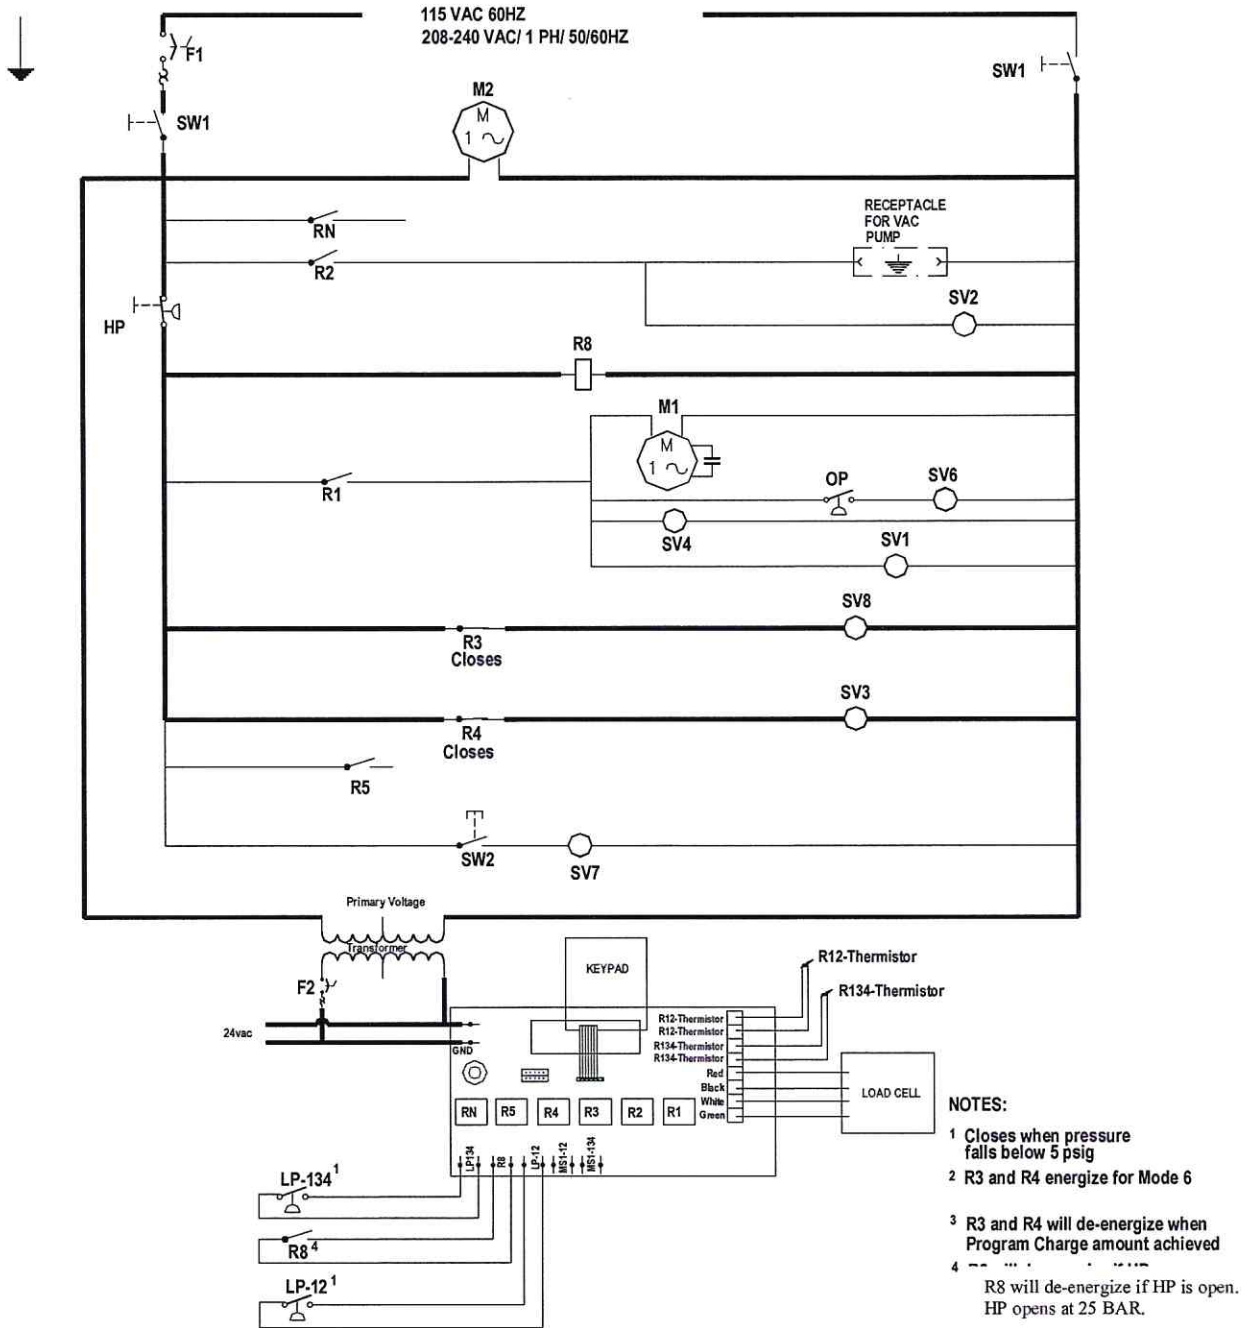 115 VAC 60HZ
208-240 VAC/ 1 PH/ 50/60HZ
F1
SW1
SW1
M2
M
1
RECEPTACLE
FOR VAC
PUMP
RN
R2
SV2
HP
R8
M1
M
1
OP
SV6
R1
SV4
SV1
SV8
R3
Closes
SV3
R4
Closes
R5
SW2
SV7
Primary Voltage
Transformer
F2
24vac
GND
KEYPAD
R12-Thermistor
R134-Thermistor
R12-Thermistor
R12-Thermistor
R134-Thermistor
R134-Thermistor
Red
Black
White
Green
LOAD CELL
RN
R5
R4
R3
R2
R1
LP134
R8
LP-12
MS1-12
MS1-134
LP-134 1
R8 4
LP-12 1
NOTES:
1 Closes when pressure
falls below 5 psig
2 R3 and R4 energize for Mode 6
3 R3 and R4 will de-energize when
Program Charge amount achieved
4
R8 will de-energize if HP is open.
HP opens at 25 BAR.